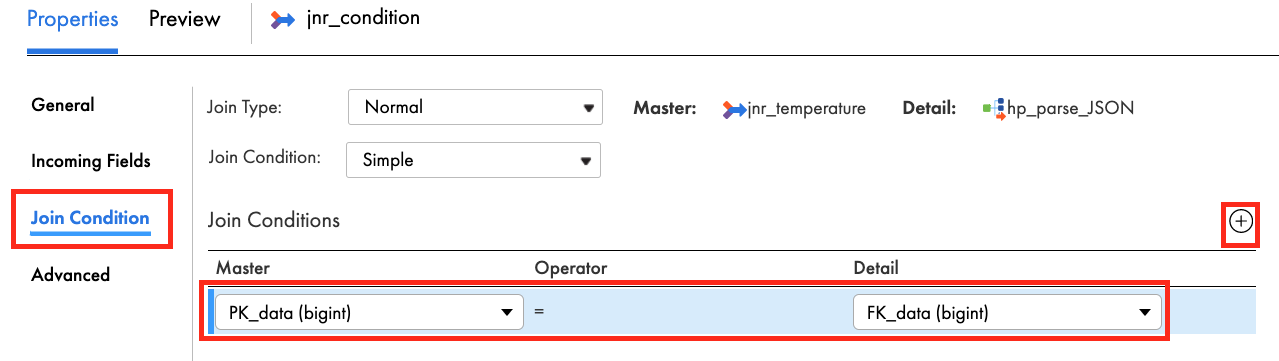 Properties Preview jnr_condition
General
Incoming Fields
Join Condition
Advanced
Join Type: Normal Master: jnr_temperature Detail: hp_parse_JSON
Join Condition: Simple
Join Conditions
Master Operator Detail
PK_data (bigint) = FK_data (bigint)